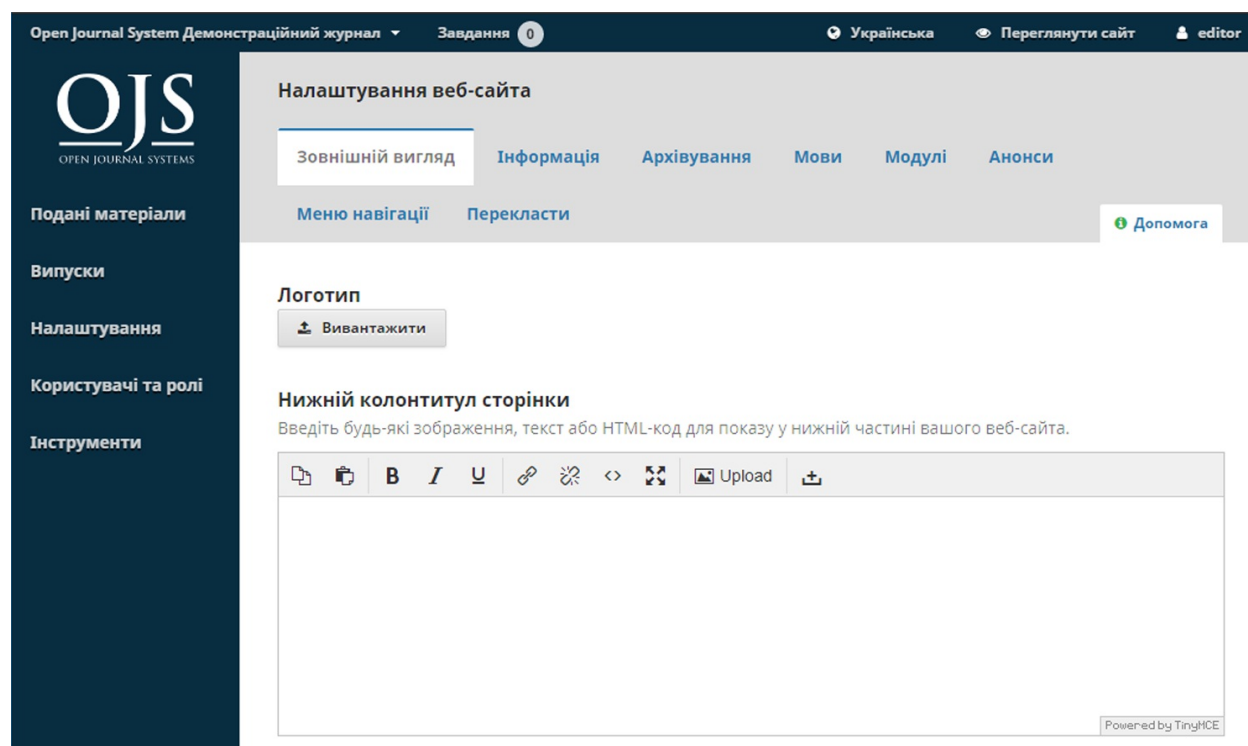 Open Journal System Демонстраційний журнал Завдання 0 Українська Переглянути сайт editor
OJS
OPEN JOURNAL SYSTEMS
Подані матеріали
Випуски
Налаштування
Користувачі та ролі
Інструменти
Налаштування веб-сайта
Зовнішній вигляд Інформація Архівування Мови Модулі Анонси
Меню навігації Перекласти
Допомога
Логотип
Вивантажити
Нижній колонтитул сторінки
Введіть будь-які зображення, текст або HTML-код для показу у нижній частині вашого веб-сайта.
B I U Upload
Powered by TinyMCE